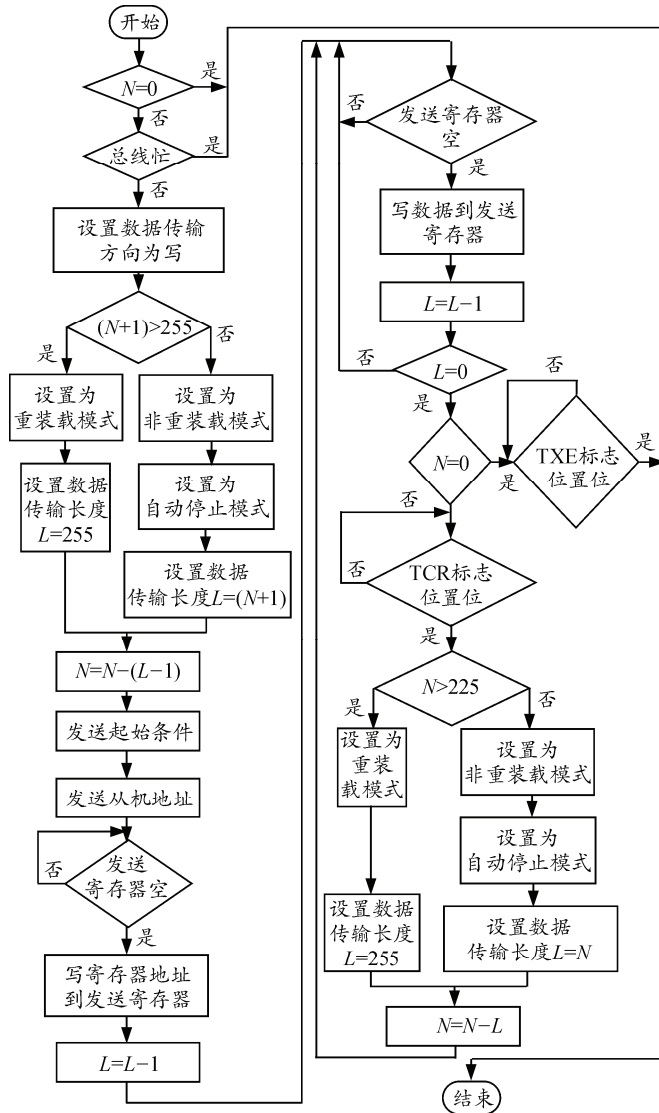 开始
N=0
是
否
总线忙
是
否
设置数据传输
方向为写
(N+1)>255
是
否
设置为
重装载模式
设置数据
传输长度
L=255
设置为
非重装载模式
设置为
自动停止模式
设置数据
传输长度L=(N+1)
N=N-(L-1)
发送起始条件
发送从机地址
发送
寄存器空
否
是
写寄存器地址
到发送寄存器
L=L-1
发送寄存器
空
否
是
写数据到发送
寄存器
L=L-1
L=0
否
是
N=0
是
否
TXE标志
位置位
否
是
TCR标志
位置位
否
是
N>225
是
否
设置为
重装
载模式
设置数据
传输长度
L=255
设置为
非重装载模式
设置为
自动停止模式
设置数据
传输长度L=N
N=N-L
结束